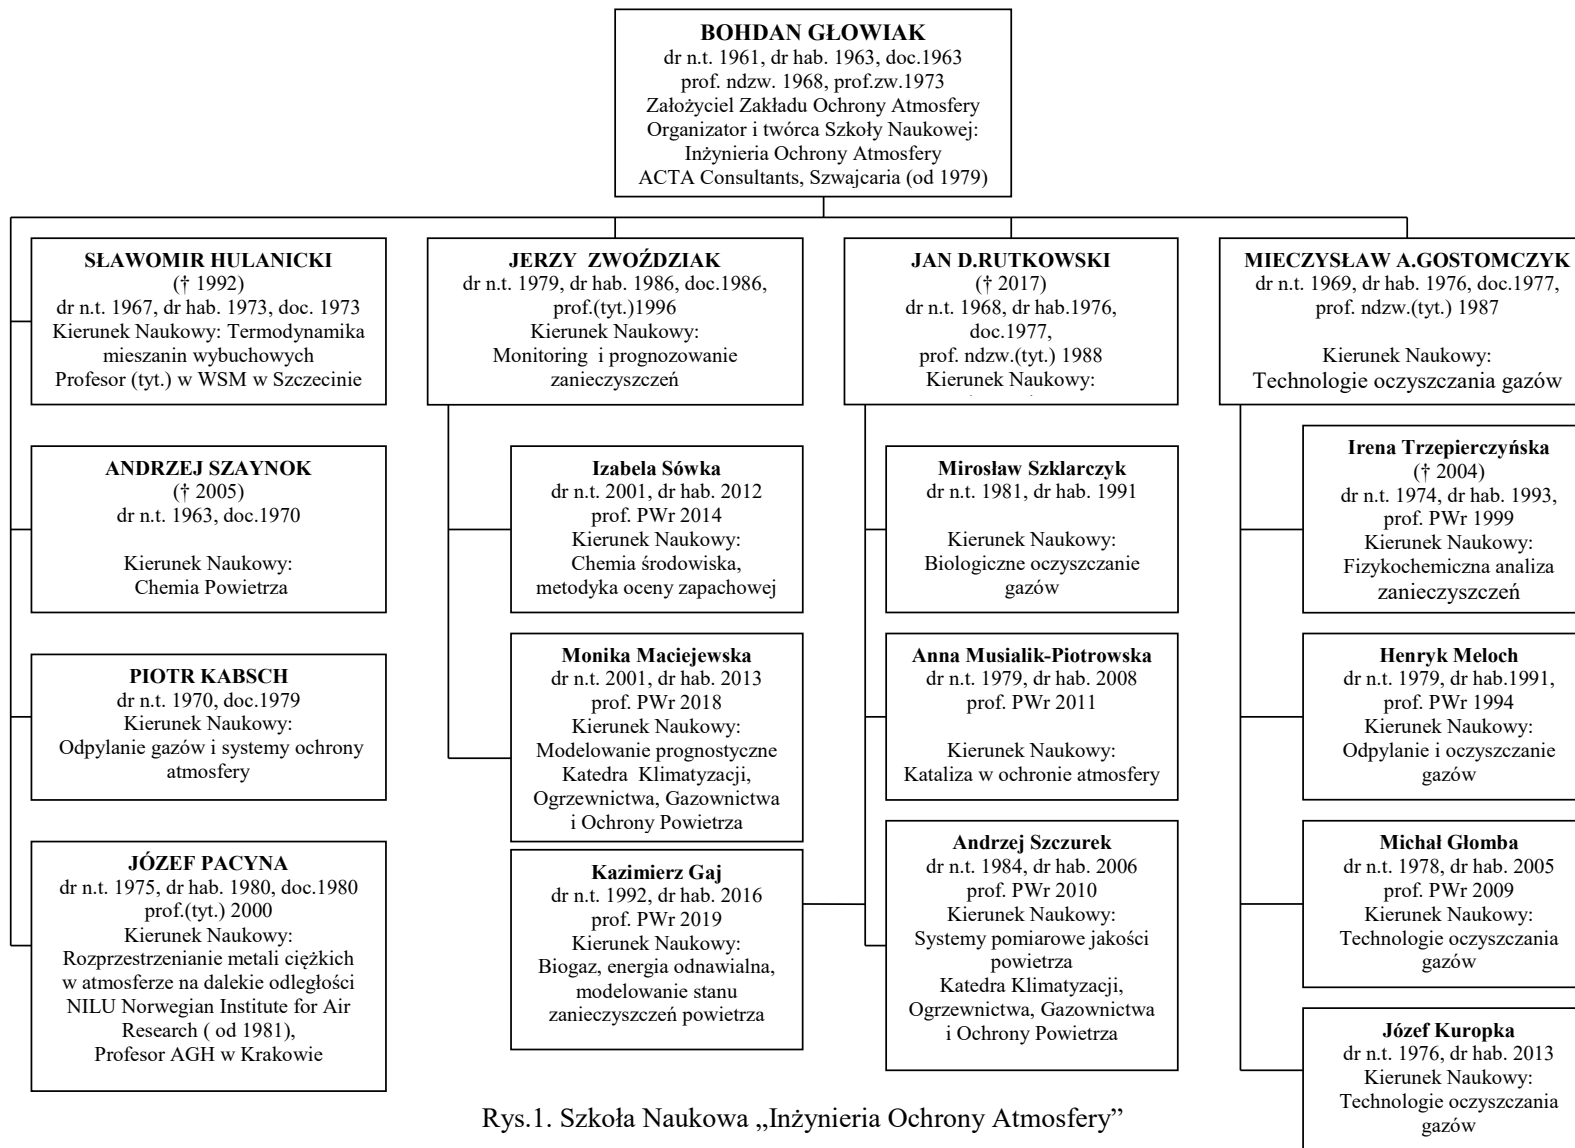 BOHDAN GŁOWIAK
dr n.t. 1961, dr hab. 1963, doc.1963
prof. ndzw. 1968, prof.zw.1973
Założyciel Zakładu Ochrony Atmosfery
Organizator i twórca Szkoły Naukowej:
Inżynieria Ochrony Atmosfery
ACTA Consultants, Szwajcaria (od 1979)
SŁAWOMIR HULANICKI
(† 1992)
dr n.t. 1967, dr hab. 1973, doc. 1973
Kierunek Naukowy: Termodynamika
mieszanin wybuchowych
Profesor (tyt.) w WSM w Szczecinie
ANDRZEJ SZAYNOK
(† 2005)
dr n.t. 1963, doc.1970
Kierunek Naukowy:
Chemia Powietrza
PIOTR KABSCH
dr n.t. 1970, doc.1979
Kierunek Naukowy:
Odpylanie gazów i systemy ochrony
atmosfery
JÓZEF PACYNA
dr n.t. 1975, dr hab. 1980, doc.1980
prof.(tyt.) 2000
Kierunek Naukowy:
Rozprzestrzenianie metali ciężkich
w atmosferze na dalekie odległości
NILU Norwegian Institute for Air
Research ( od 1981),
Profesor AGH w Krakowie
JERZY ZWOŹDZIAK
dr n.t. 1979, dr hab. 1986, doc.1986,
prof.(tyt.)1996
Kierunek Naukowy:
Monitoring i prognozowanie
zanieczyszczeń
Izabela Sówka
dr n.t. 2001, dr hab. 2012
prof. PWr 2014
Kierunek Naukowy:
Chemia środowiska,
metodyka oceny zapachowej
Monika Maciejewska
dr n.t. 2001, dr hab. 2013
prof. PWr 2018
Kierunek Naukowy:
Modelowanie prognostyczne
Katedra Klimatyzacji,
Ogrzewnictwa, Gazownictwa
i Ochrony Powietrza
Kazimierz Gaj
dr n.t. 1992, dr hab. 2016
prof. PWr 2019
Kierunek Naukowy:
Biogaz, energia odnawialna,
modelowanie stanu
zanieczyszczeń powietrza
JAN D.RUTKOWSKI
(† 2017)
dr n.t. 1968, dr hab.1976,
doc.1977,
prof. ndzw.(tyt.) 1988
Kierunek Naukowy:
Mirosław Szklarczyk
dr n.t. 1981, dr hab. 1991
Kierunek Naukowy:
Biologiczne oczyszczanie
gazów
Anna Musialik-Piotrowska
dr n.t. 1979, dr hab. 2008
prof. PWr 2011
Kierunek Naukowy:
Kataliza w ochronie atmosfery
Andrzej Szczurek
dr n.t. 1984, dr hab. 2006
prof. PWr 2010
Kierunek Naukowy:
Systemy pomiarowe jakości
powietrza
Katedra Klimatyzacji,
Ogrzewnictwa, Gazownictwa
i Ochrony Powietrza
MIECZYSŁAW A.GOSTOMCZYK
dr n.t. 1969, dr hab. 1976, doc.1977,
prof. ndzw.(tyt.) 1987
Kierunek Naukowy:
Technologie oczyszczania gazów
Irena Trzepierczyńska
(† 2004)
dr n.t. 1974, dr hab. 1993,
prof. PWr 1999
Kierunek Naukowy:
Fizykochemiczna analiza
zanieczyszczeń
Henryk Meloch
dr n.t. 1979, dr hab.1991,
prof. PWr 1994
Kierunek Naukowy:
Odpylanie i oczyszczanie
gazów
Michał Głomba
dr n.t. 1978, dr hab. 2005
prof. PWr 2009
Kierunek Naukowy:
Technologie oczyszczania
gazów
Józef Kuropka
dr n.t. 1976, dr hab. 2013
Kierunek Naukowy:
Technologie oczyszczania
gazów
Rys.1. Szkoła Naukowa „Inżynieria Ochrony Atmosfery”